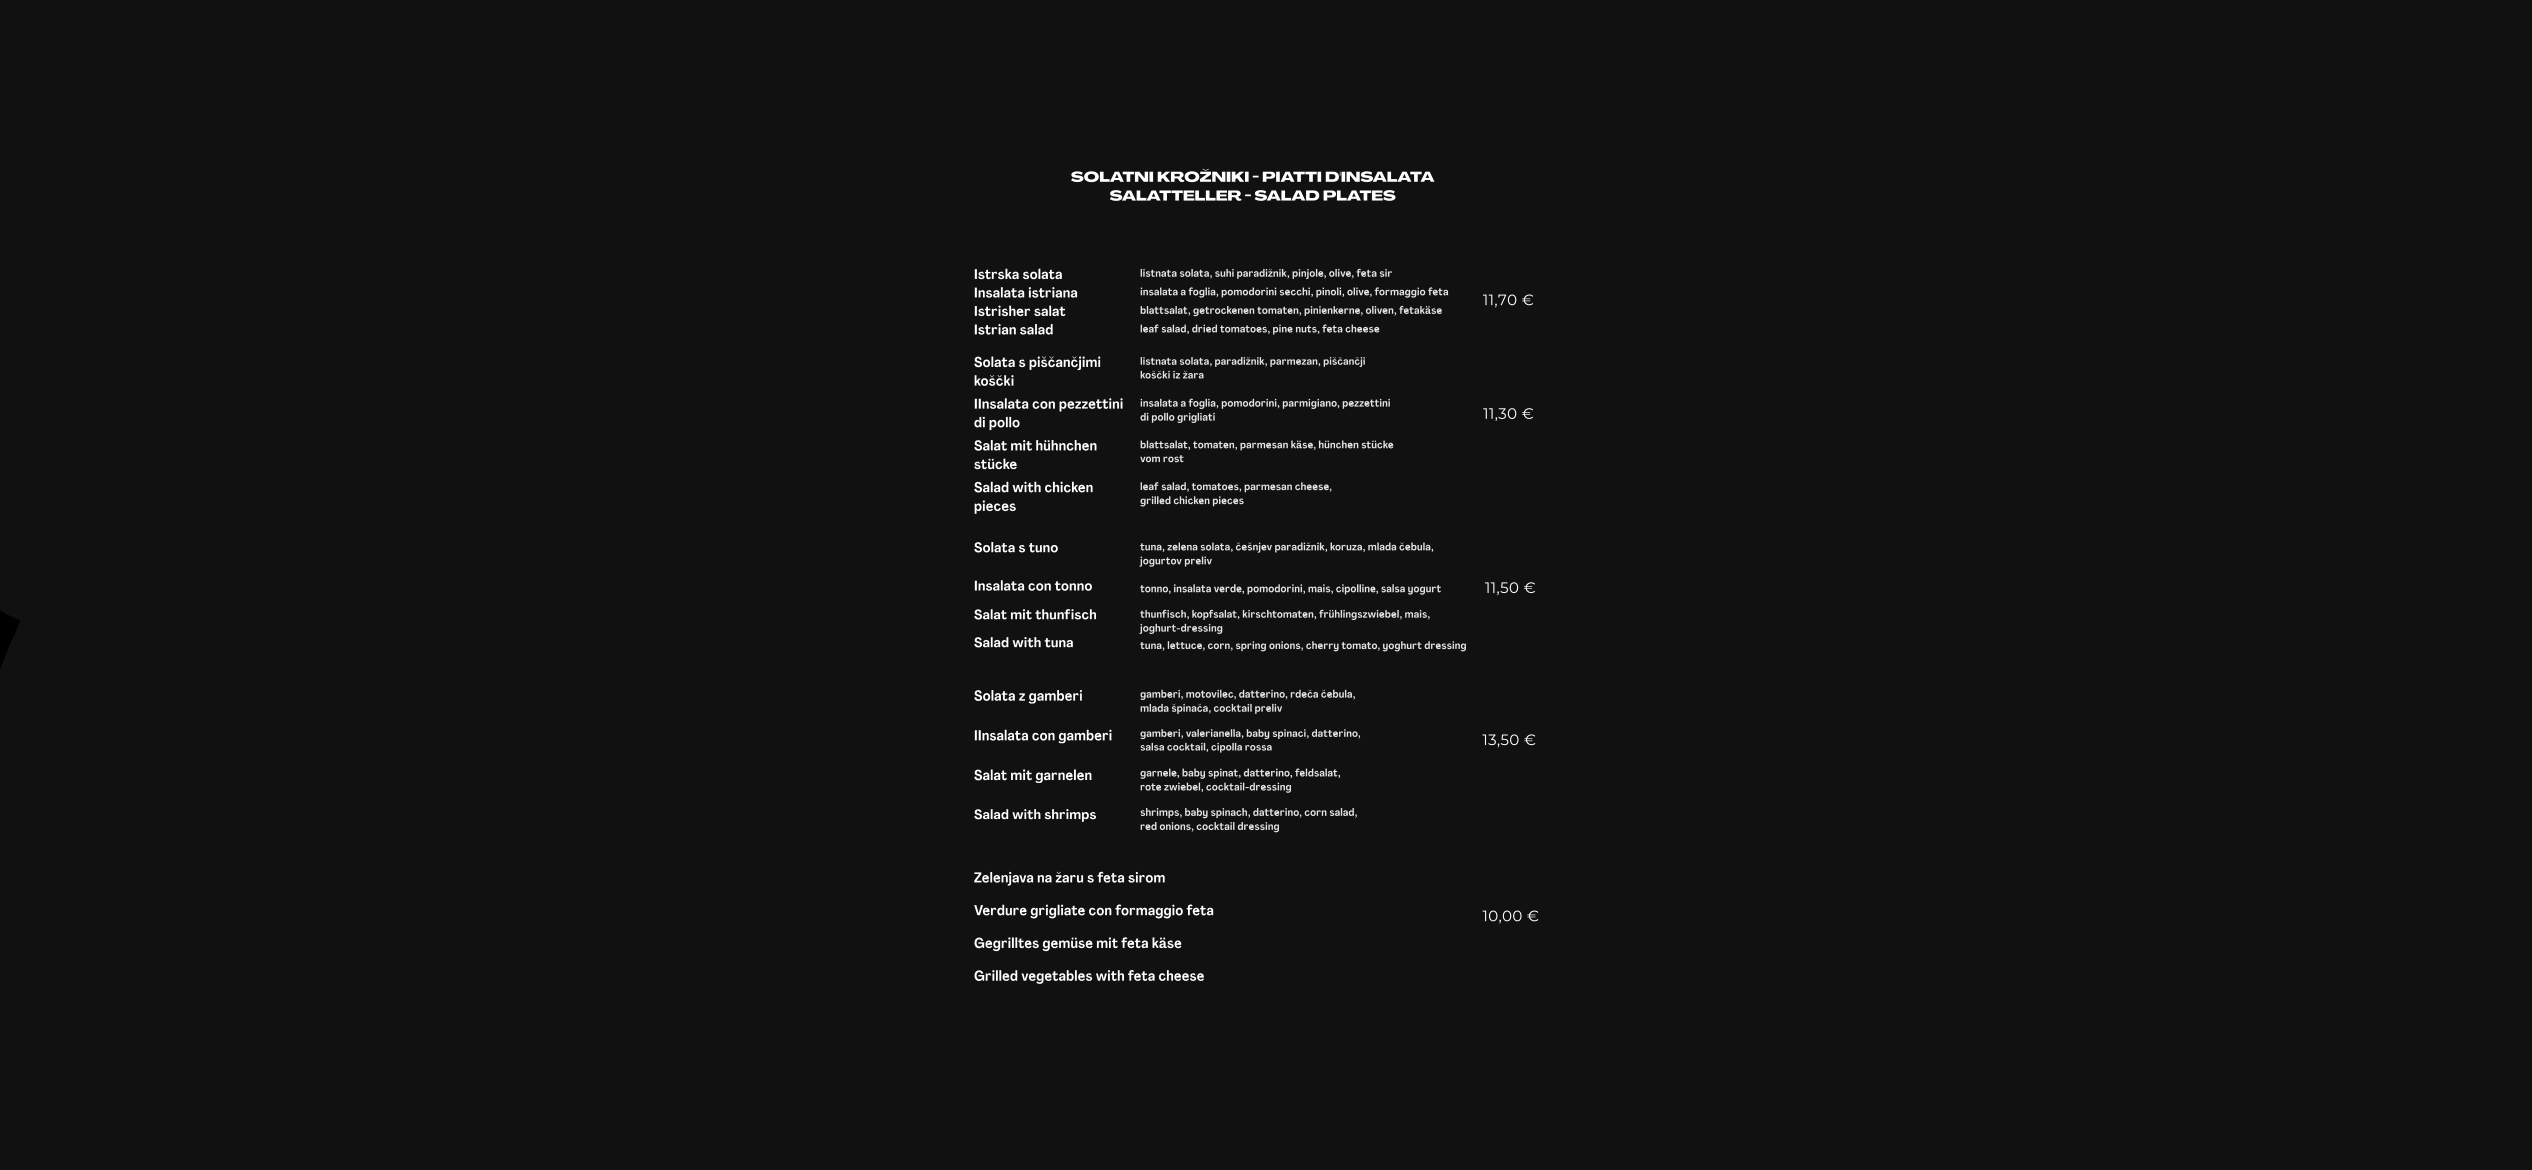 SOLATNI KROŽNIKI - PIATTI D'INSALATA
SALATTELLER - SALAD PLATES
Istrska solata
listnata solata, suhi paradižnik, pinjole, olive, feta sir
Insalata istriana
insalata a foglia, pomodorini secchi, pinoli, olive, formaggio feta
11,70 €
Istrisher salat
blattsalat, getrockenen tomaten, pinienkerne, oliven, fetakäse
Istrian salad
leaf salad, dried tomatoes, pine nuts, feta cheese
Solata s piščančjimi
koščki
listnata solata, paradižnik, parmezan, piščančji
koščki iz žara
IInsalata con pezzettini
di pollo
insalata a foglia, pomodorini, parmigiano, pezzettini
di pollo grigliati
11,30 €
Salat mit hühnchen
stücke
blattsalat, tomaten, parmesan käse, hünchen stücke
vom rost
Salad with chicken
pieces
leaf salad, tomatoes, parmesan cheese,
grilled chicken pieces
Solata s tuno
tuna, zelena solata, češnjev paradižnik, koruza, mlada čebula,
jogurtov preliv
Insalata con tonno
tonno, insalata verde, pomodorini, mais, cipolline, salsa yogurt
11,50 €
Salat mit thunfisch
thunfisch, kopfsalat, kirschtomaten, frühlingszwiebel, mais,
joghurt-dressing
Salad with tuna
tuna, lettuce, corn, spring onions, cherry tomato, yoghurt dressing
Solata z gamberi
gamberi, motovilec, datterino, rdeča čebula,
mlada špinača, cocktail preliv
IInsalata con gamberi
gamberi, valerianella, baby spinaci, datterino,
salsa cocktail, cipolla rossa
13,50 €
Salat mit garnelen
garnele, baby spinat, datterino, feldsalat,
rote zwiebel, cocktail-dressing
Salad with shrimps
shrimps, baby spinach, datterino, corn salad,
red onions, cocktail dressing
Zelenjava na žaru s feta sirom
Verdure grigliate con formaggio feta
10,00 €
Gegrilltes gemüse mit feta käse
Grilled vegetables with feta cheese